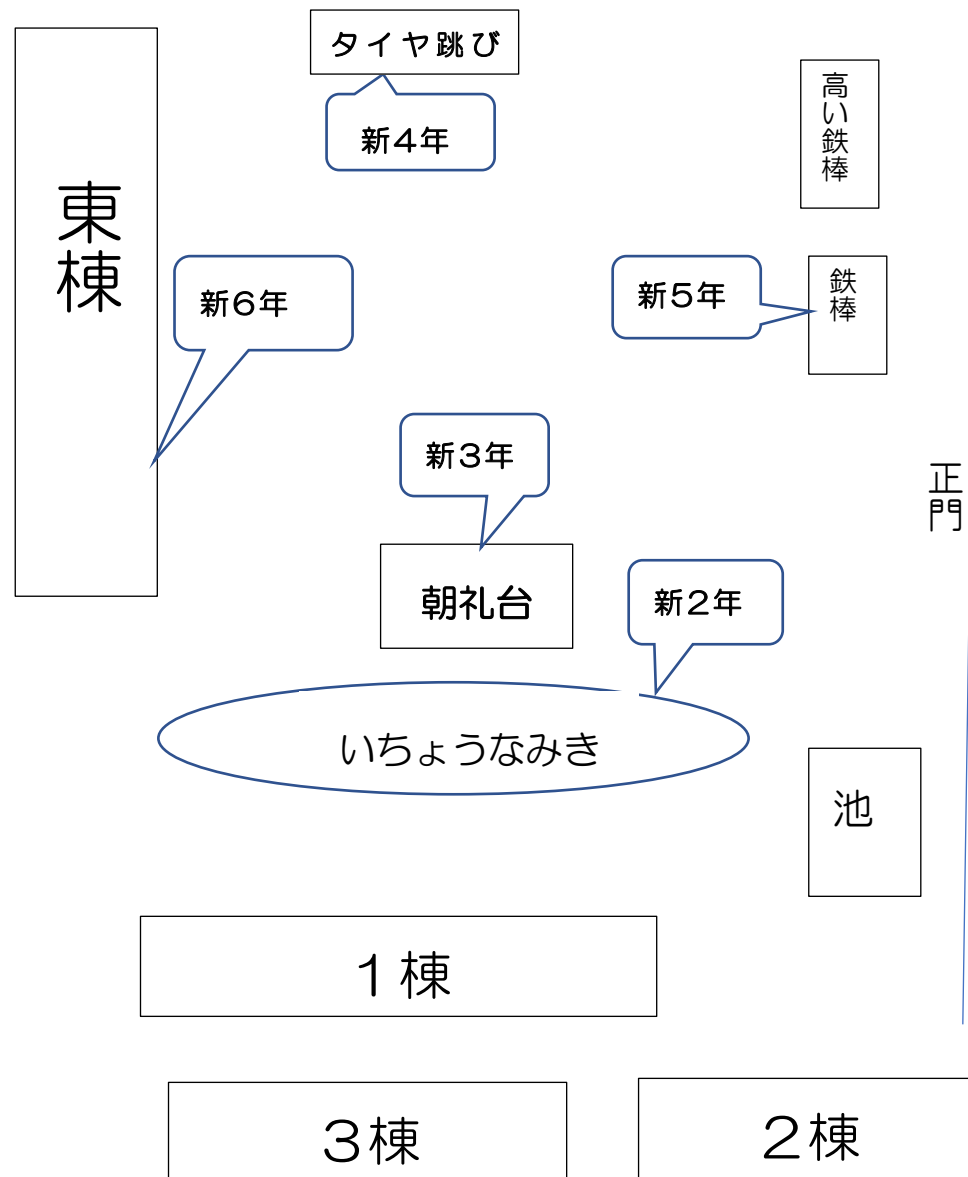 タイヤ跳び
高い鉄棒
新4年
東棟
新6年
新5年
鉄棒
新3年
正門
朝礼台
新2年
いちょうなみき
池
1棟
3棟
2棟